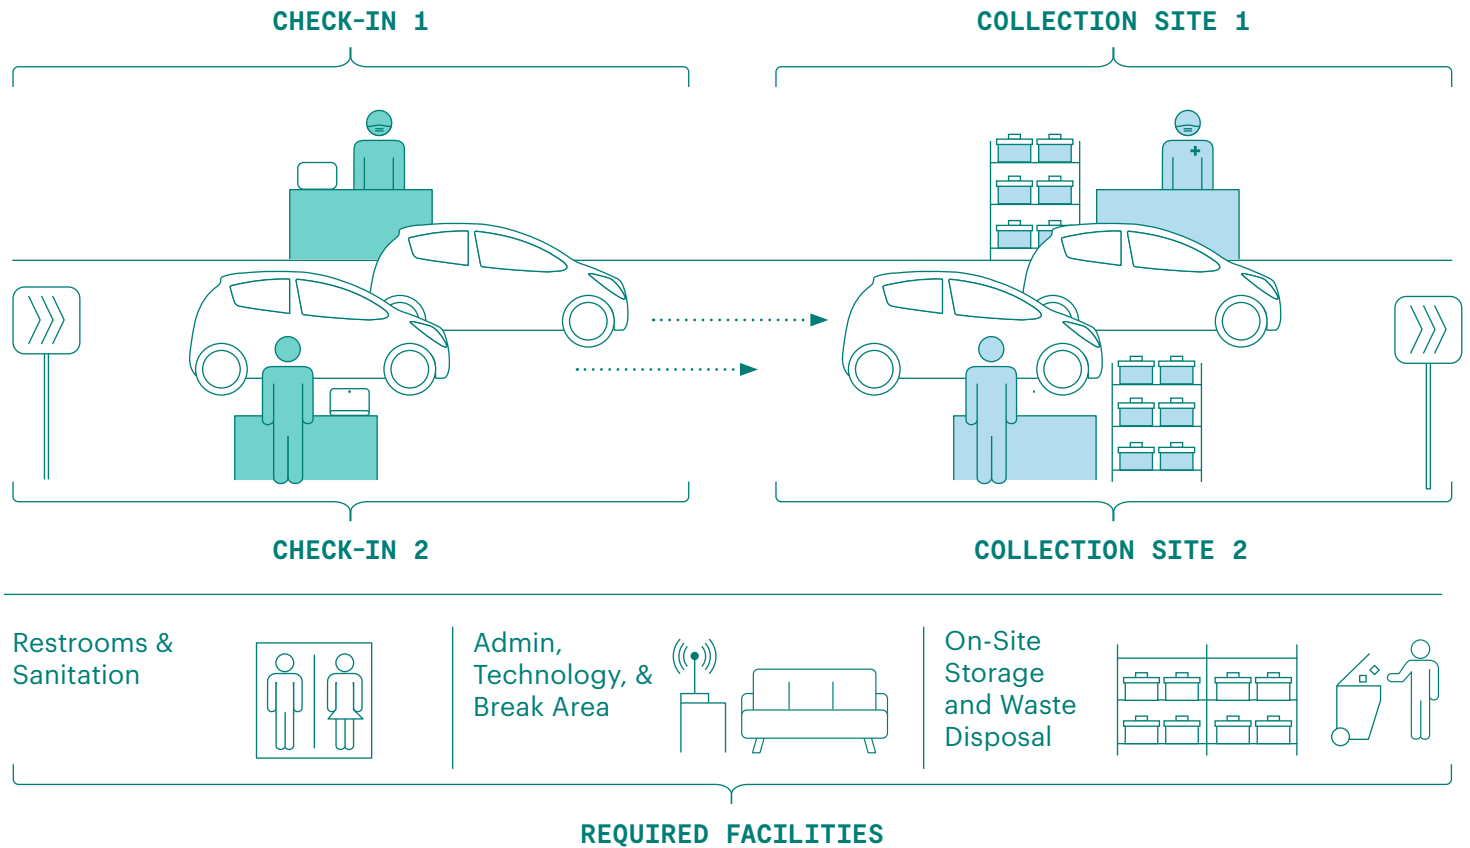 CHECK-IN 1
COLLECTION SITE 1
CHECK-IN 2
COLLECTION SITE 2
Restrooms &
Sanitation
Admin,
Technology, &
Break Area
On-Site
Storage
and Waste
Disposal
REQUIRED FACILITIES